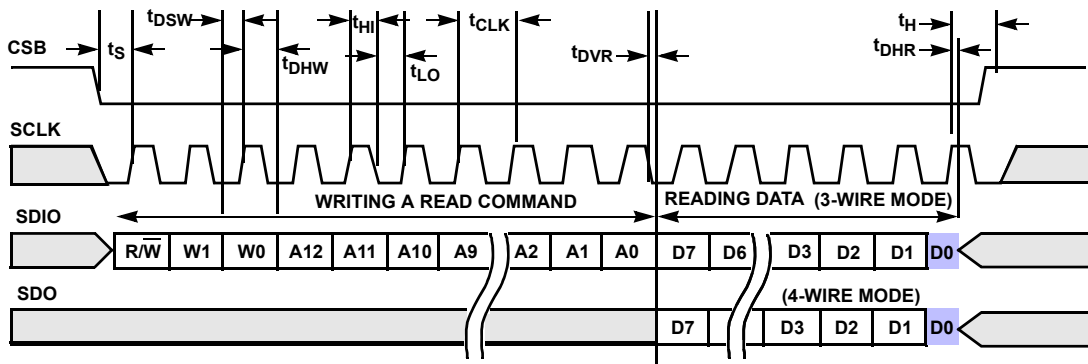 tDSW tHI tCLK tH
CSB tS tDVR tDHR
tDHW tLO
SCLK
WRITING A READ COMMAND READING DATA (3-WIRE MODE)
SDIO
R/W W1 W0 A12 A11 A10 A9 A2 A1 A0 D7 D6 D3 D2 D1 D0
SDO (4-WIRE MODE)
D7 D3 D2 D1 D0